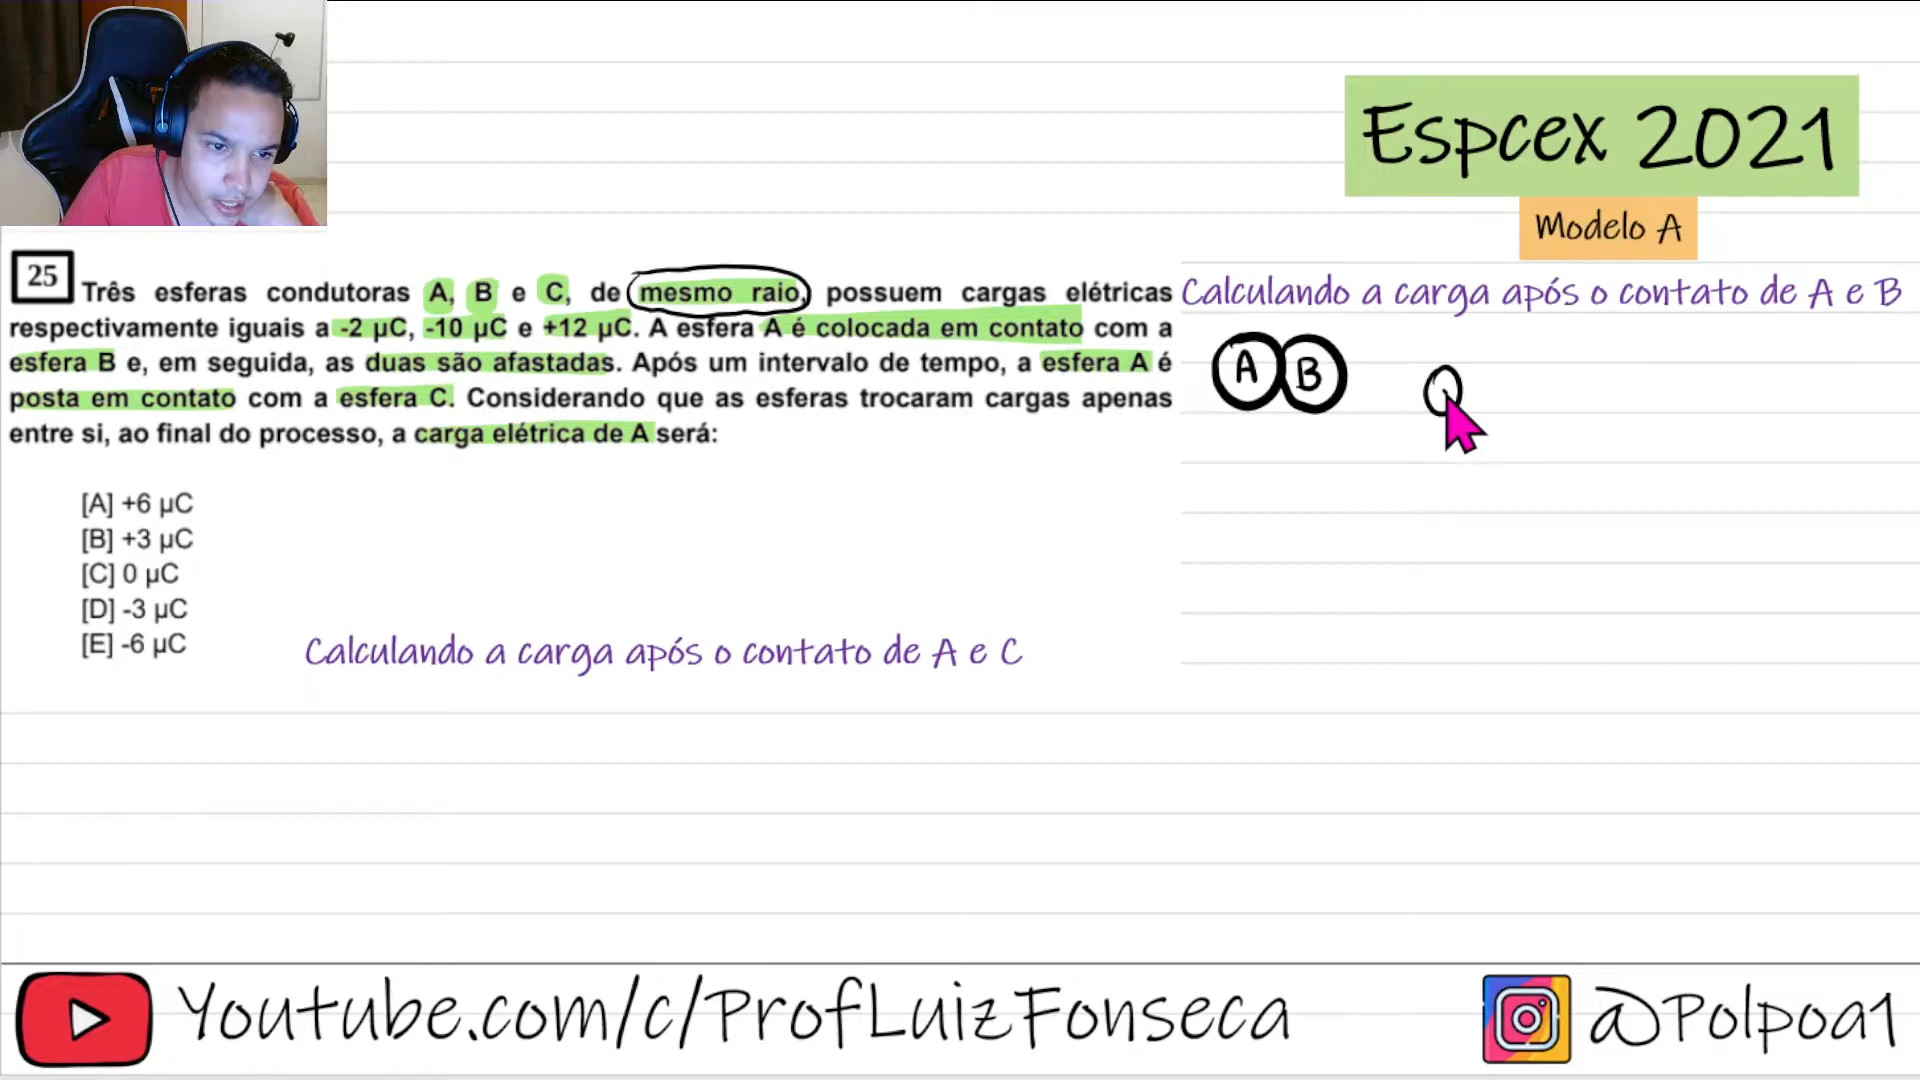 Espcex 2021
Modelo A
25
Três esferas condutoras A, B e C, de mesmo raio, possuem cargas elétricas
respectivamente iguais a -2 μC, -10 μC e +12 μC. A esfera A é colocada em contato com a
esfera B e, em seguida, as duas são afastadas. Após um intervalo de tempo, a esfera A é
posta em contato com a esfera C. Considerando que as esferas trocaram cargas apenas
entre si, ao final do processo, a carga elétrica de A será:
[A] +6 μC
[B] +3 μC
[C] 0 μC
[D] -3 μC
[E] -6 μC
Calculando a carga após o contato de A e B
A B
Calculando a carga após o contato de A e C
Youtube.com/c/ProfLuizFonseca
@Polpoa1